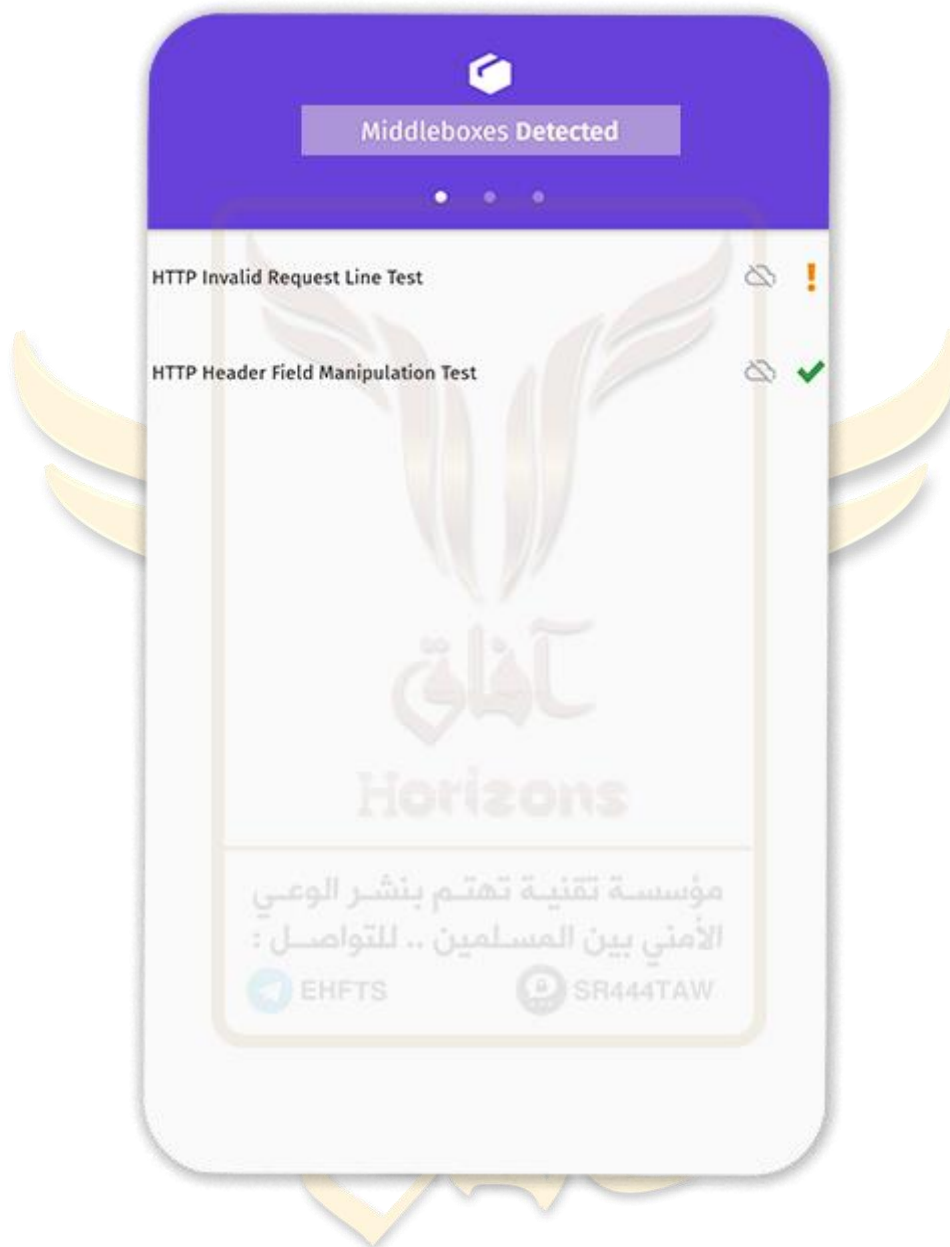 Middleboxes Detected
HTTP Invalid Request Line Test
HTTP Header Field Manipulation Test
آفاق
Horizons
مؤسسة تقنية تهتم بنشر الوعي
الأمني بين المسلمين .. للتواصل :
EHFTS SR444TAW